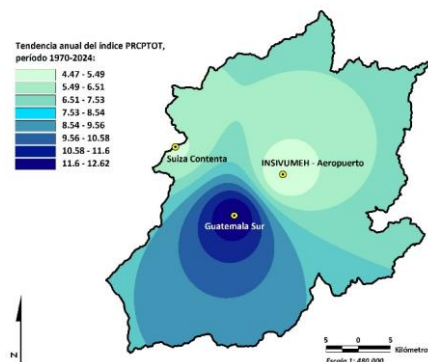 Tendencia anual del índice PRCPTOT,
período 1970-2024:
4.47 - 5.49
5.49 - 6.51
6.51 - 7.53
7.53 - 8.54
8.54 - 9.56
9.56 - 10.58
10.58 - 11.6
11.6 - 12.62
Suiza Contenta
INSIVUMEH - Aeropuerto
Guatemala Sur
N
5 0 5
Kilómetro
Escala 1: 480,000